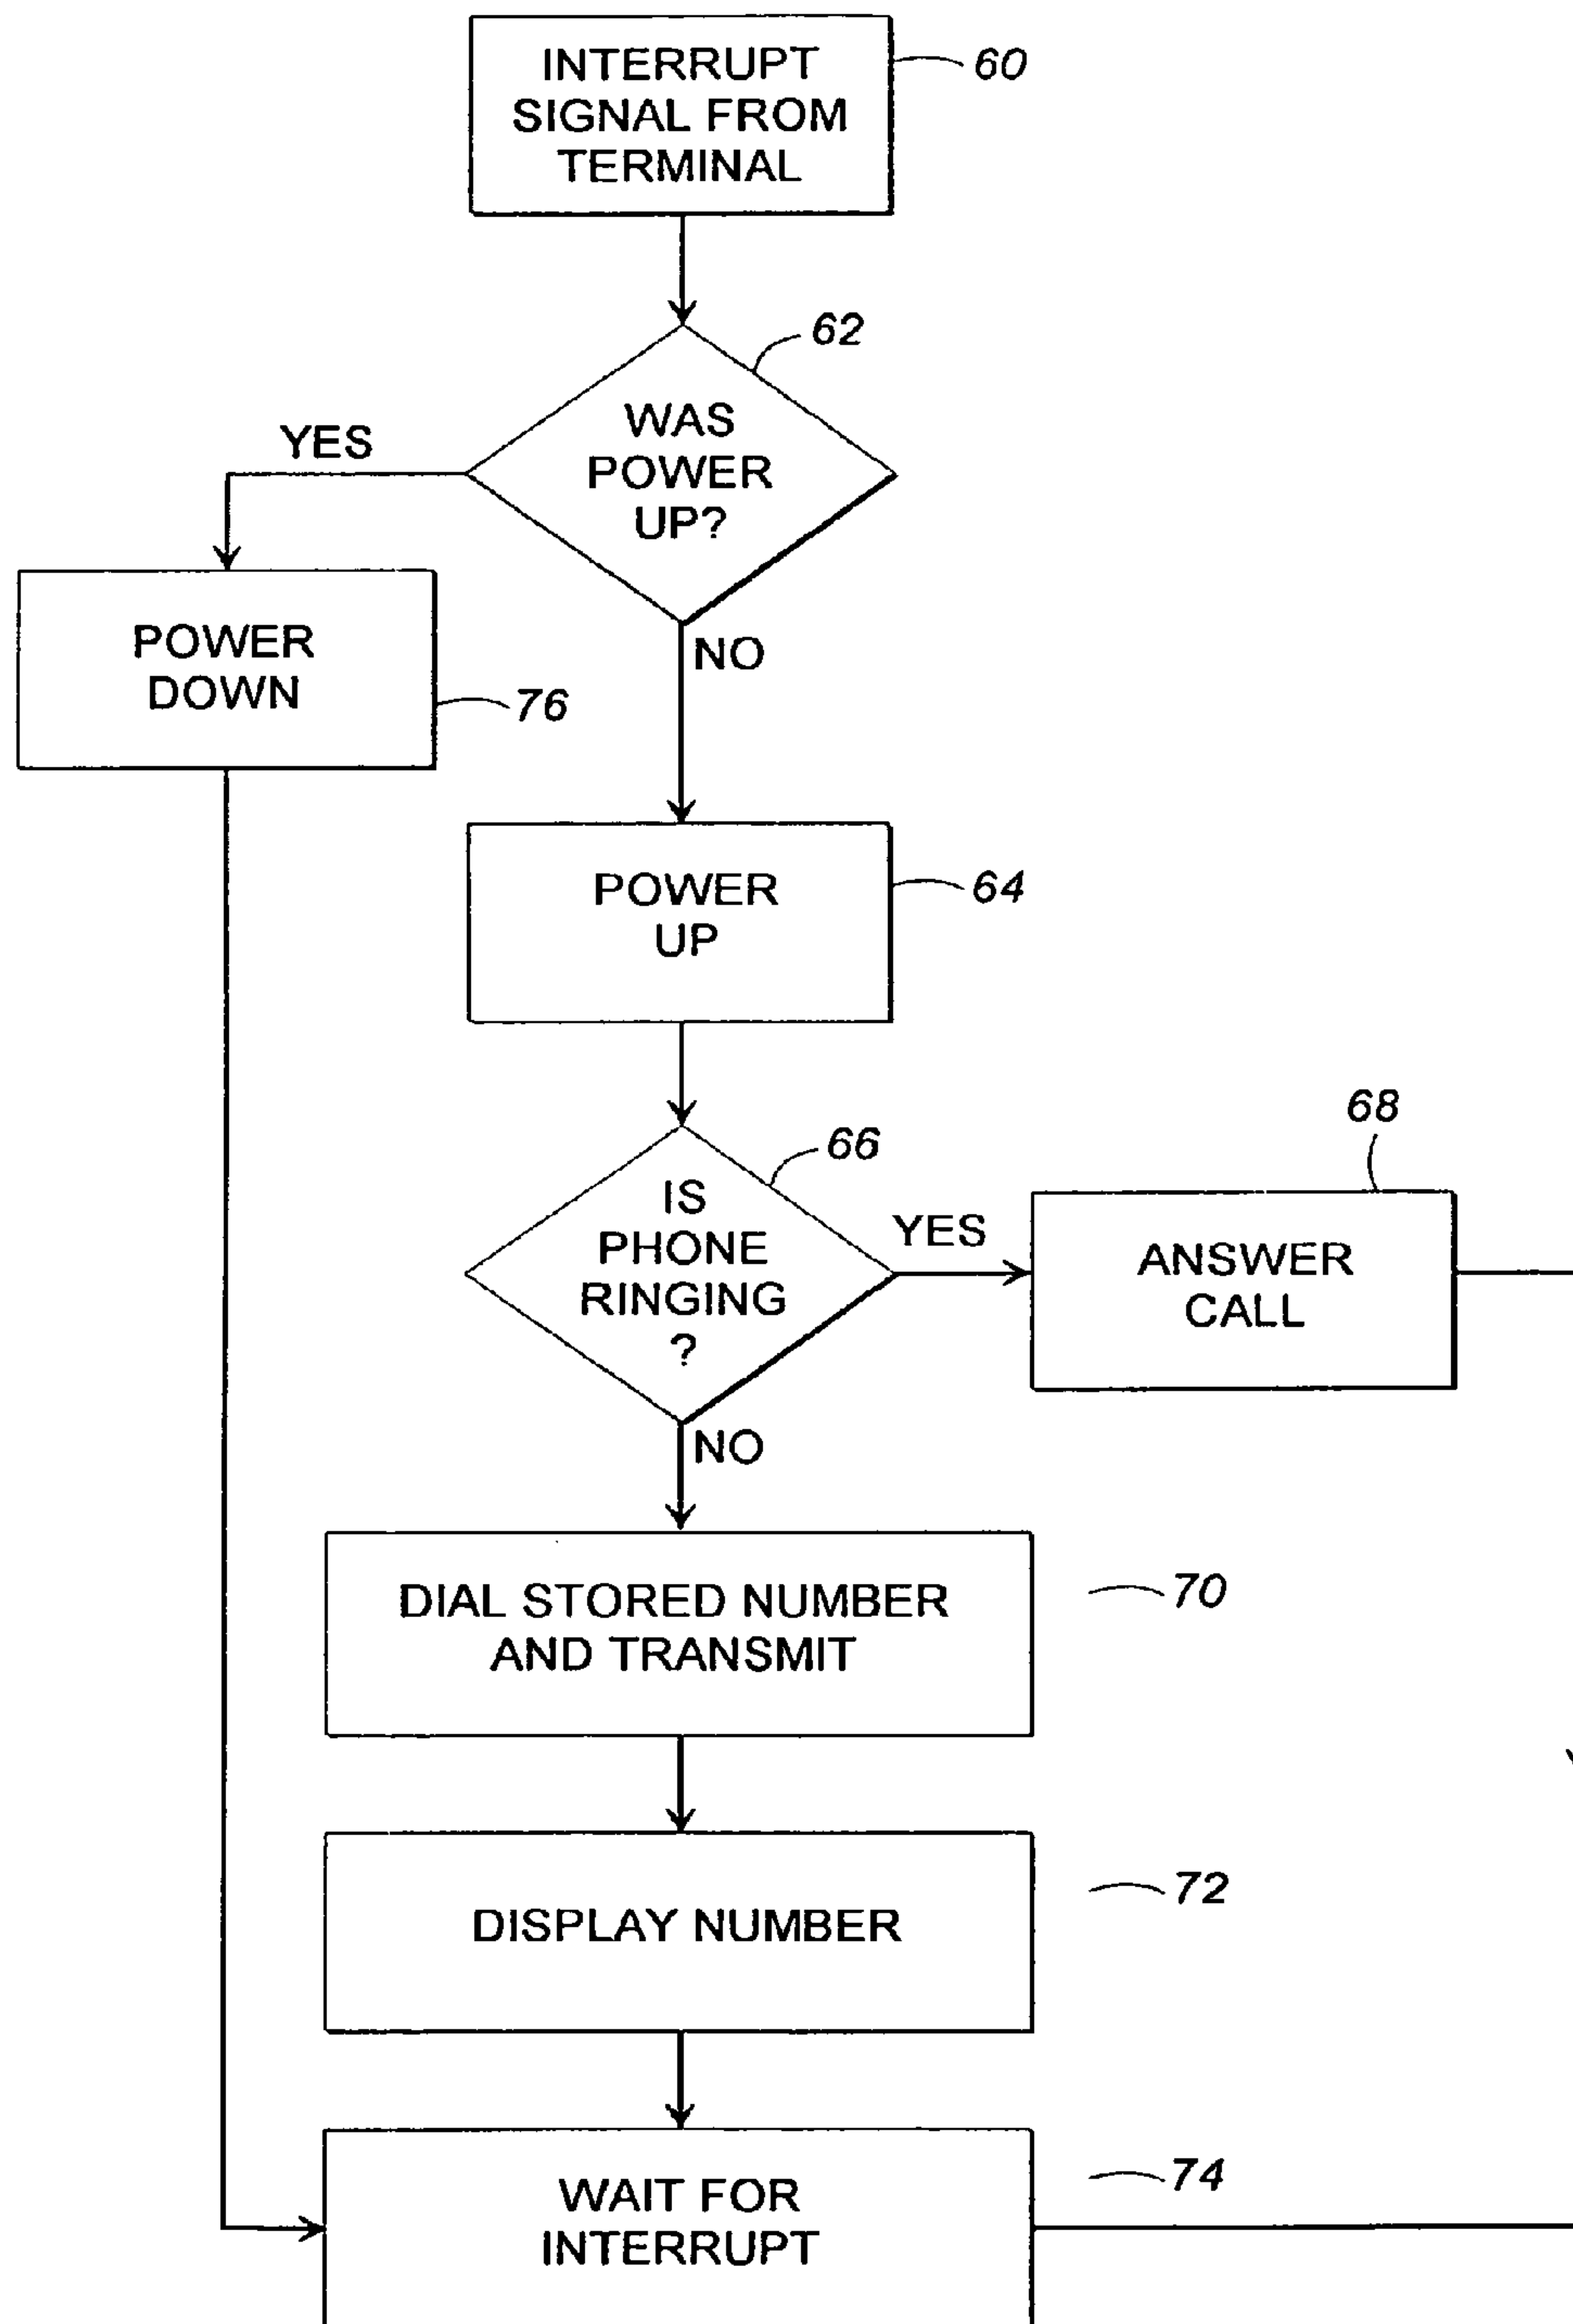 INTERRUPT
SIGNAL FROM
TERMINAL
60
62
WAS
POWER
UP?
YES
NO
POWER
DOWN
76
POWER
UP
64
66
IS
PHONE
RINGING
?
YES
68
ANSWER
CALL
NO
DIAL STORED NUMBER
AND TRANSMIT
70
DISPLAY NUMBER
72
WAIT FOR
INTERRUPT
74